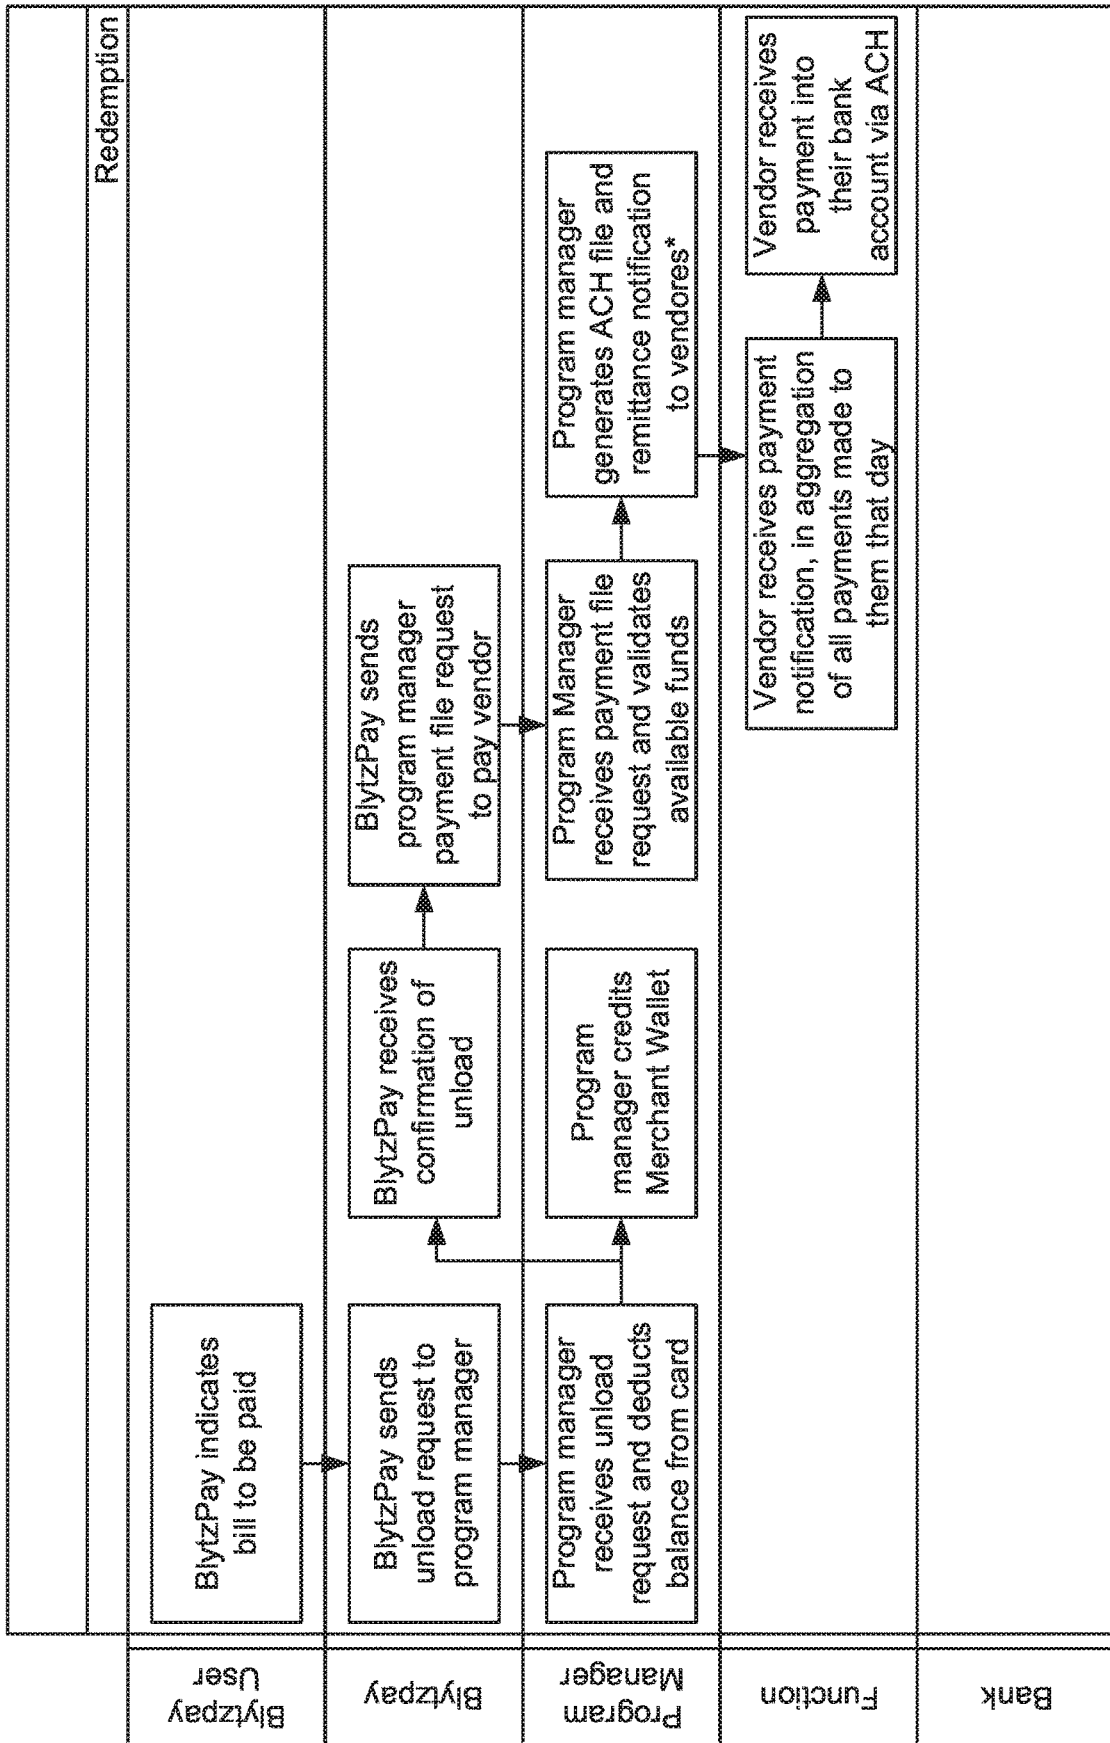 Redemption
Blytzpay
User
BlytzPay indicates
bill to be paid
Blytzpay
BlytzPay sends
unload request to
program manager
BlytzPay receives
confirmation of
unload
BlytzPay sends
program manager
payment file request
to pay vendor
Program
Manager
Program manager
receives unload
request and deducts
balance from card
Program
manager credits
Merchant Wallet
Program Manager
receives payment file
request and validates
available funds
Program manager
generates ACH file and
remittance notification
to vendores*
Function
Vendor receives payment
notification, in aggregation
of all payments made to
them that day
Vendor receives
payment into
their bank
account via ACH
Bank